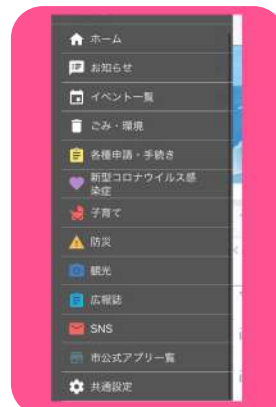 ホーム
お知らせ
イベント一覧
ごみ・環境
各種申請・手続き
新型コロナウイルス感
染症
子育て
防災
観光
広報誌
SNS
市公式アプリ一覧
共通設定